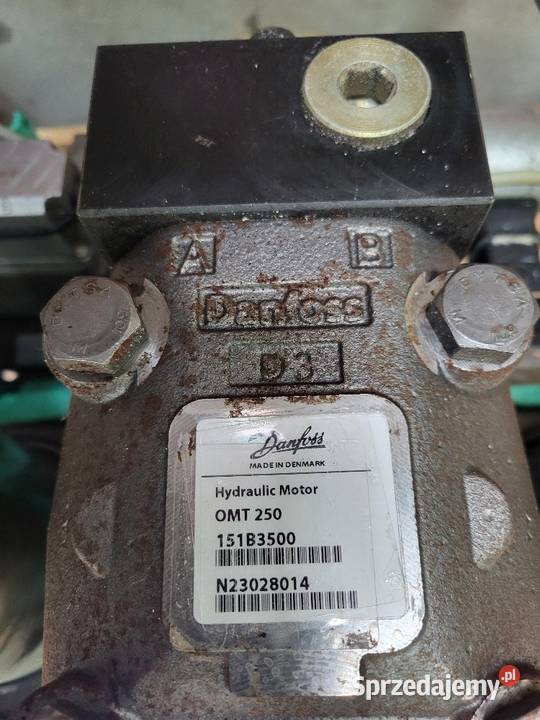 A B
Danfoss
D3
Danfoss
MADE IN DENMARK
Hydraulic Motor
OMT 250
151B3500
N23028014
Sprzedajemy.pl